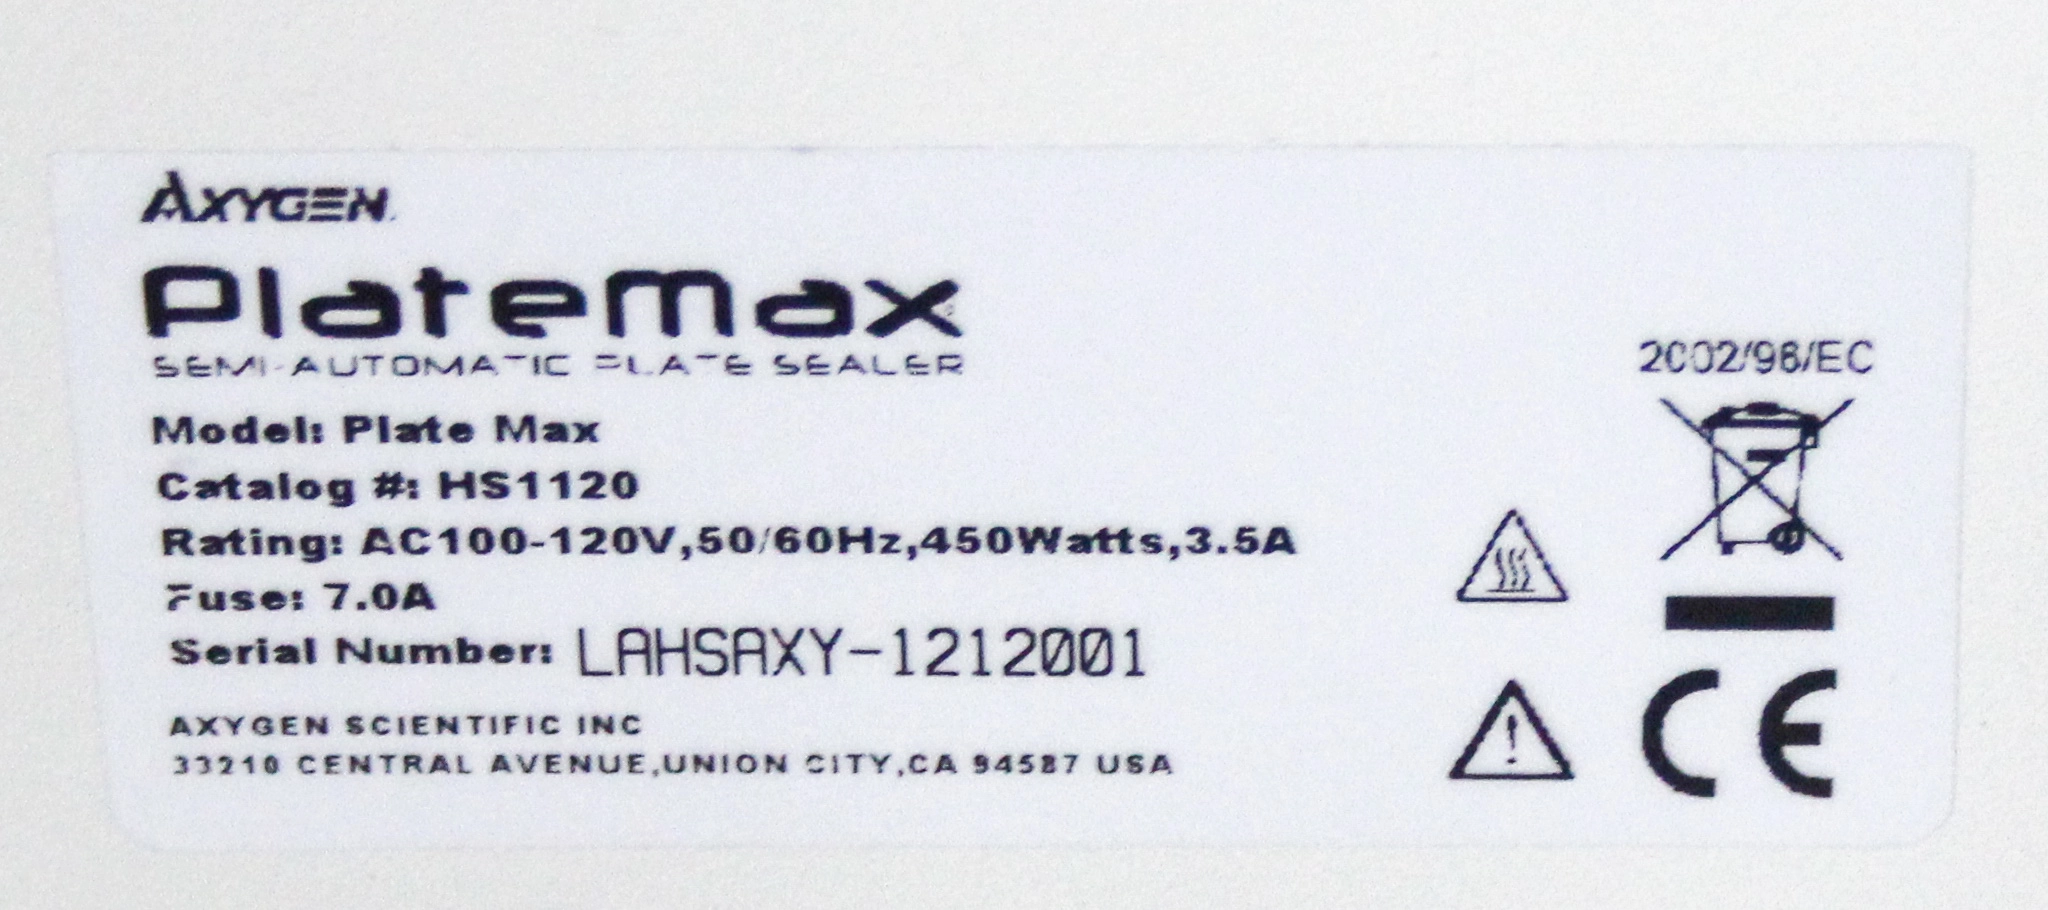 AXYGEN
PlateMax
SEMI-AUTOMATIC PLATE SEALER
Model: Plate Max
Catalog #: HS1120
Rating: AC100-120V,50/60Hz,450Watts,3.5A
Fuse: 7.0A
Serial Number: LAHSAXY-1212001
AXYGEN SCIENTIFIC INC
33210 CENTRAL AVENUE,UNION CITY,CA 94587 USA
2002/96/EC
CE